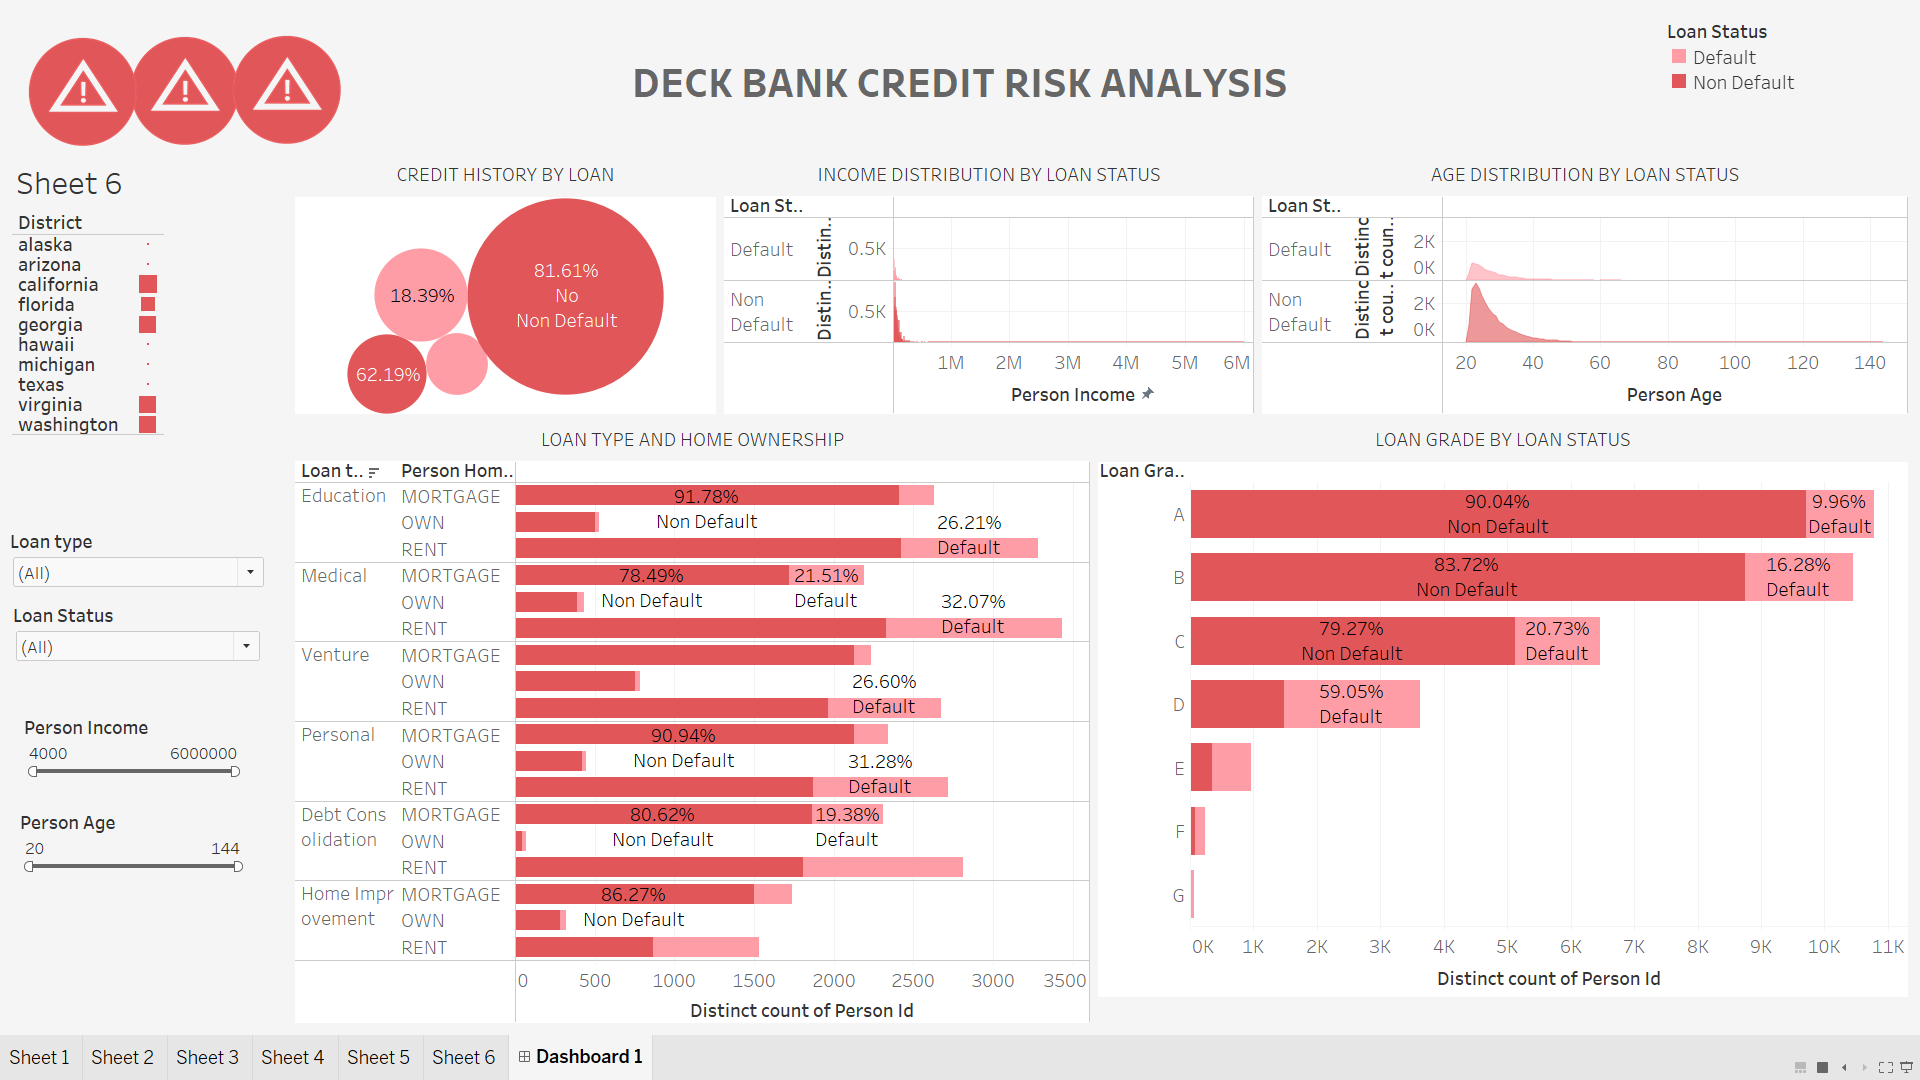 DECK BANK CREDIT RISK ANALYSIS
Loan Status
Default
Non Default
Sheet 6
District
alaska
arizona
california
florida
georgia
hawaii
michigan
texas
virginia
washington
Loan type
(All)
Loan Status
(All)
Person Income
4000 6000000
Person Age
20 144
CREDIT HISTORY BY LOAN
18.39%
81.61%
No
Non Default
62.19%
INCOME DISTRIBUTION BY LOAN STATUS
Loan St..
Default
Distin..
0.5K
Non
Default
Distin..
0.5K
1M 2M 3M 4M 5M 6M
Person Income
AGE DISTRIBUTION BY LOAN STATUS
Loan St..
Default
Distinc
t coun..
2K
0K
Non
Default
Distinc
t cou..
2K
0K
20 40 60 80 100 120 140
Person Age
LOAN TYPE AND HOME OWNERSHIP
Loan t.. Person Hom..
Education MORTGAGE 91.78%
OWN Non Default 26.21%
RENT Default
Medical MORTGAGE 78.49% 21.51%
OWN Non Default Default 32.07%
RENT Default
Venture MORTGAGE
OWN 26.60%
RENT Default
Personal MORTGAGE 90.94%
OWN Non Default 31.28%
RENT Default
Debt Cons MORTGAGE 80.62% 19.38%
olidation OWN Non Default Default
RENT
Home Impr MORTGAGE 86.27%
ovement OWN Non Default
RENT
0 500 1000 1500 2000 2500 3000 3500
Distinct count of Person Id
LOAN GRADE BY LOAN STATUS
Loan Gra..
A 90.04% 9.96%
Non Default Default
B 83.72% 16.28%
Non Default Default
C 79.27% 20.73%
Non Default Default
D 59.05%
Default
E
F
G
0K 1K 2K 3K 4K 5K 6K 7K 8K 9K 10K 11K
Distinct count of Person Id
Sheet 1 Sheet 2 Sheet 3 Sheet 4 Sheet 5 Sheet 6 Dashboard 1